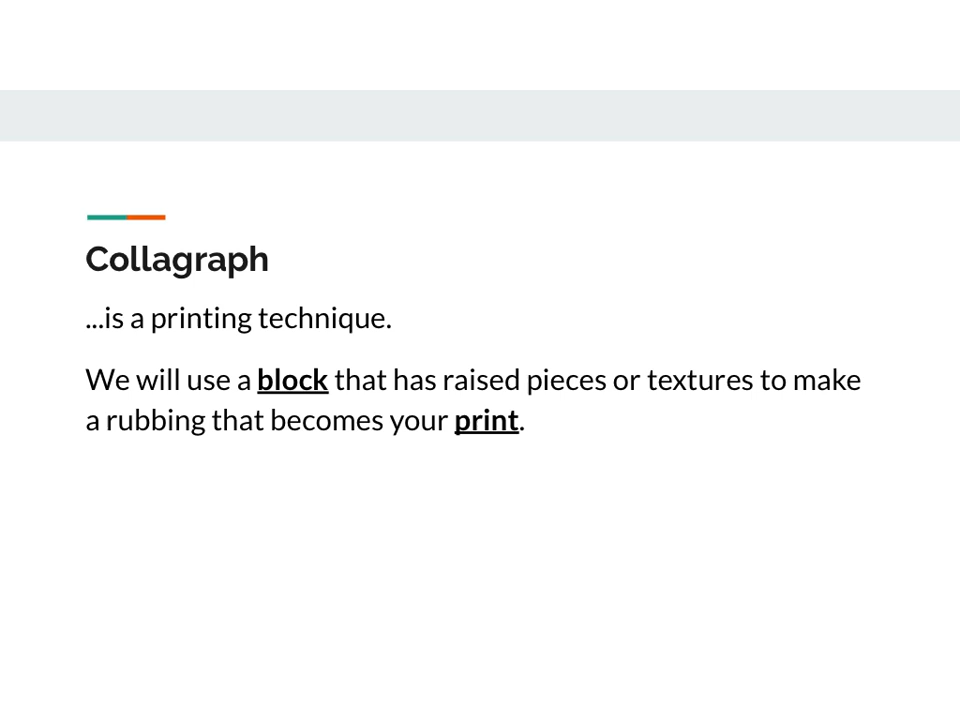 Collagraph
...is a printing technique.
We will use a block that has raised pieces or textures to make
a rubbing that becomes your print.